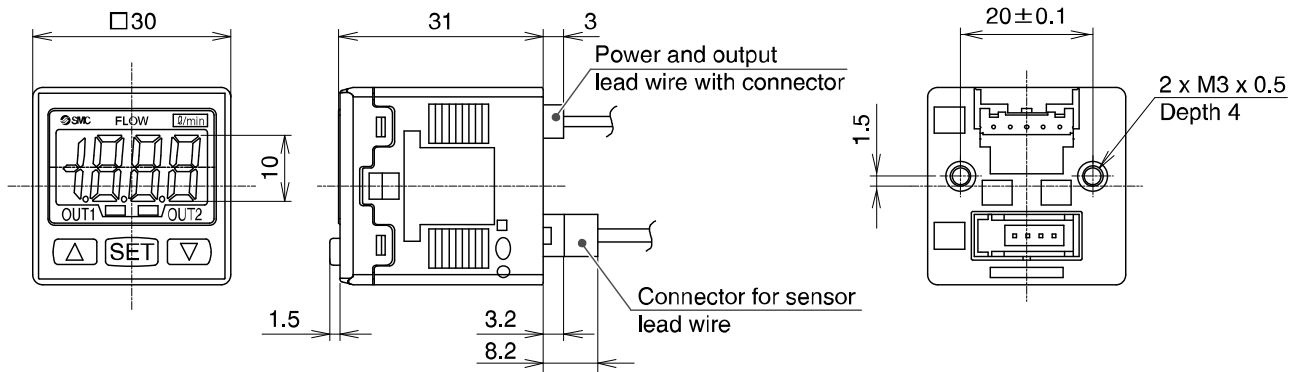 □30
31
3
20±0.1
Power and output
lead wire with connector
2 x M3 x 0.5
Depth 4
1.5
SMC FLOW ℓ/min
-188.8
10
OUT1 OUT2
△ SET ▽
Connector for sensor
lead wire
1.5
3.2
8.2